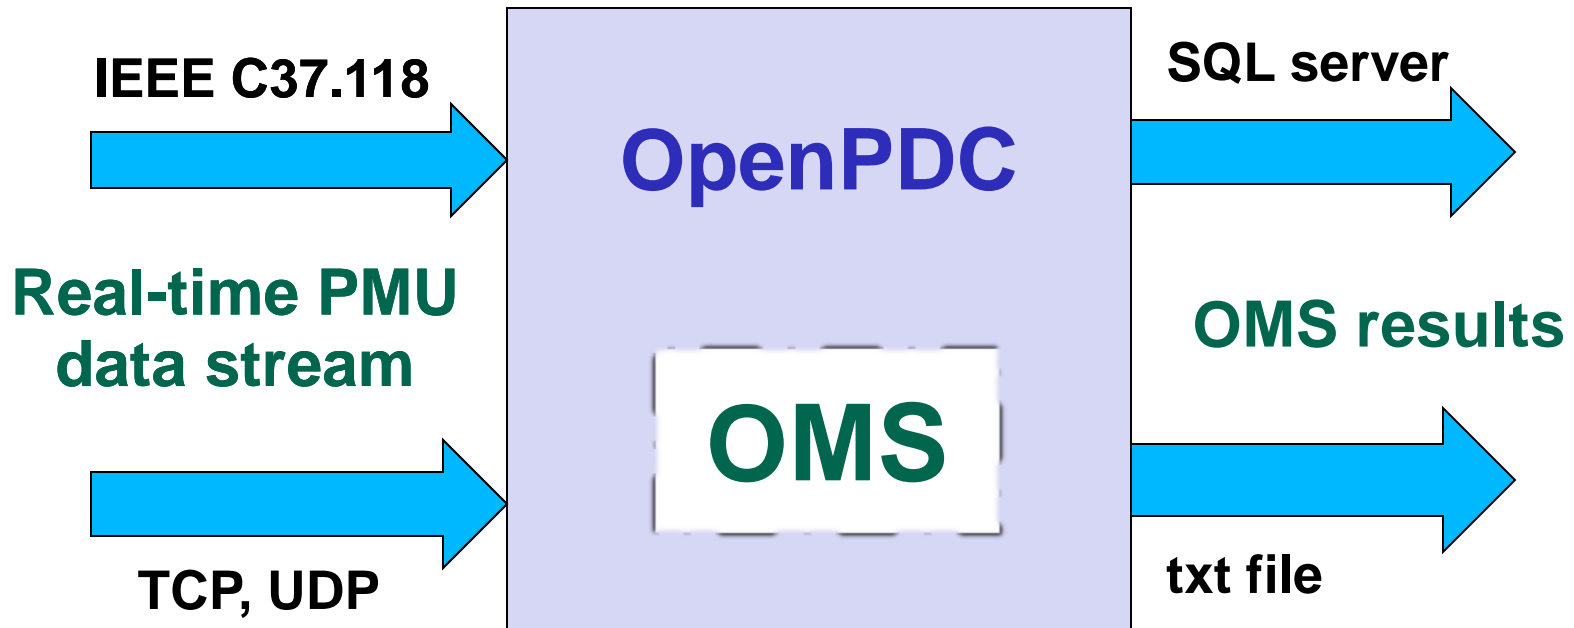 IEEE C37.118
Real-time PMU
data stream
TCP, UDP
OpenPDC
OMS
SQL server
OMS results
txt file